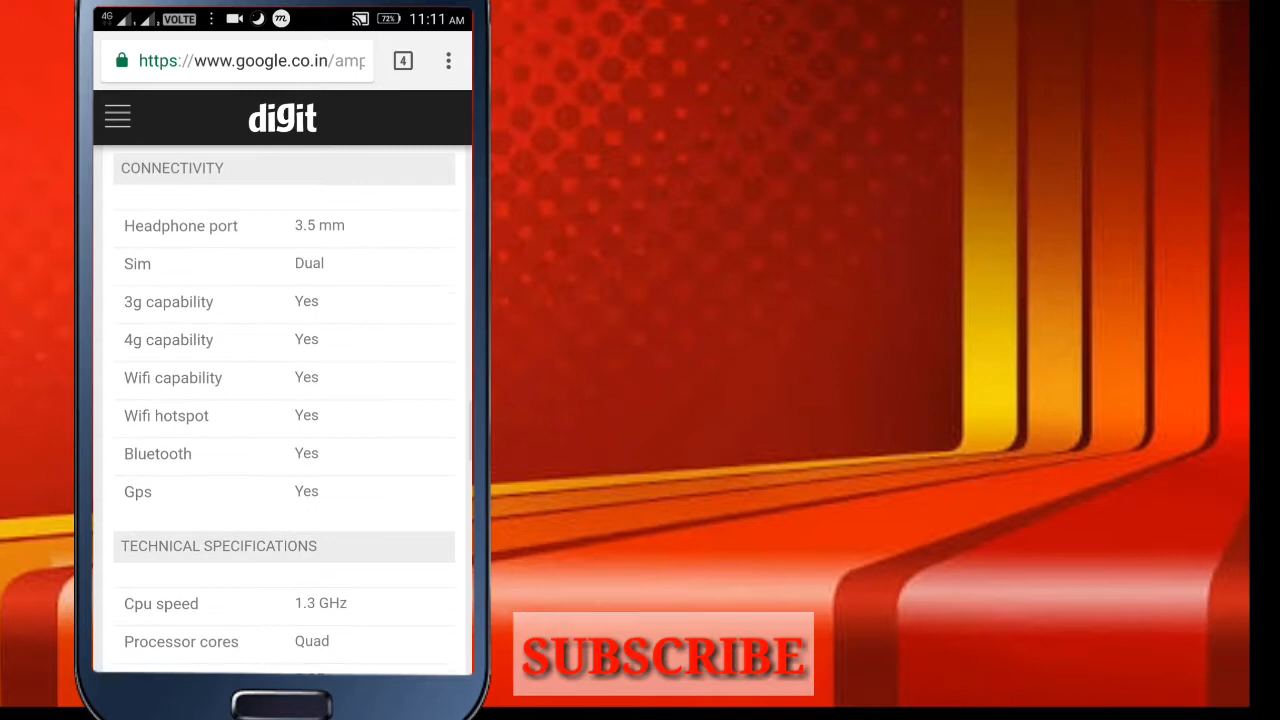 4G VOLTE m 72% 11:11 AM
https://www.google.co.in/amp 4
digit
CONNECTIVITY
Headphone port 3.5 mm
Sim Dual
3g capability Yes
4g capability Yes
Wifi capability Yes
Wifi hotspot Yes
Bluetooth Yes
Gps Yes
TECHNICAL SPECIFICATIONS
Cpu speed 1.3 GHz
Processor cores Quad
SUBSCRIBE